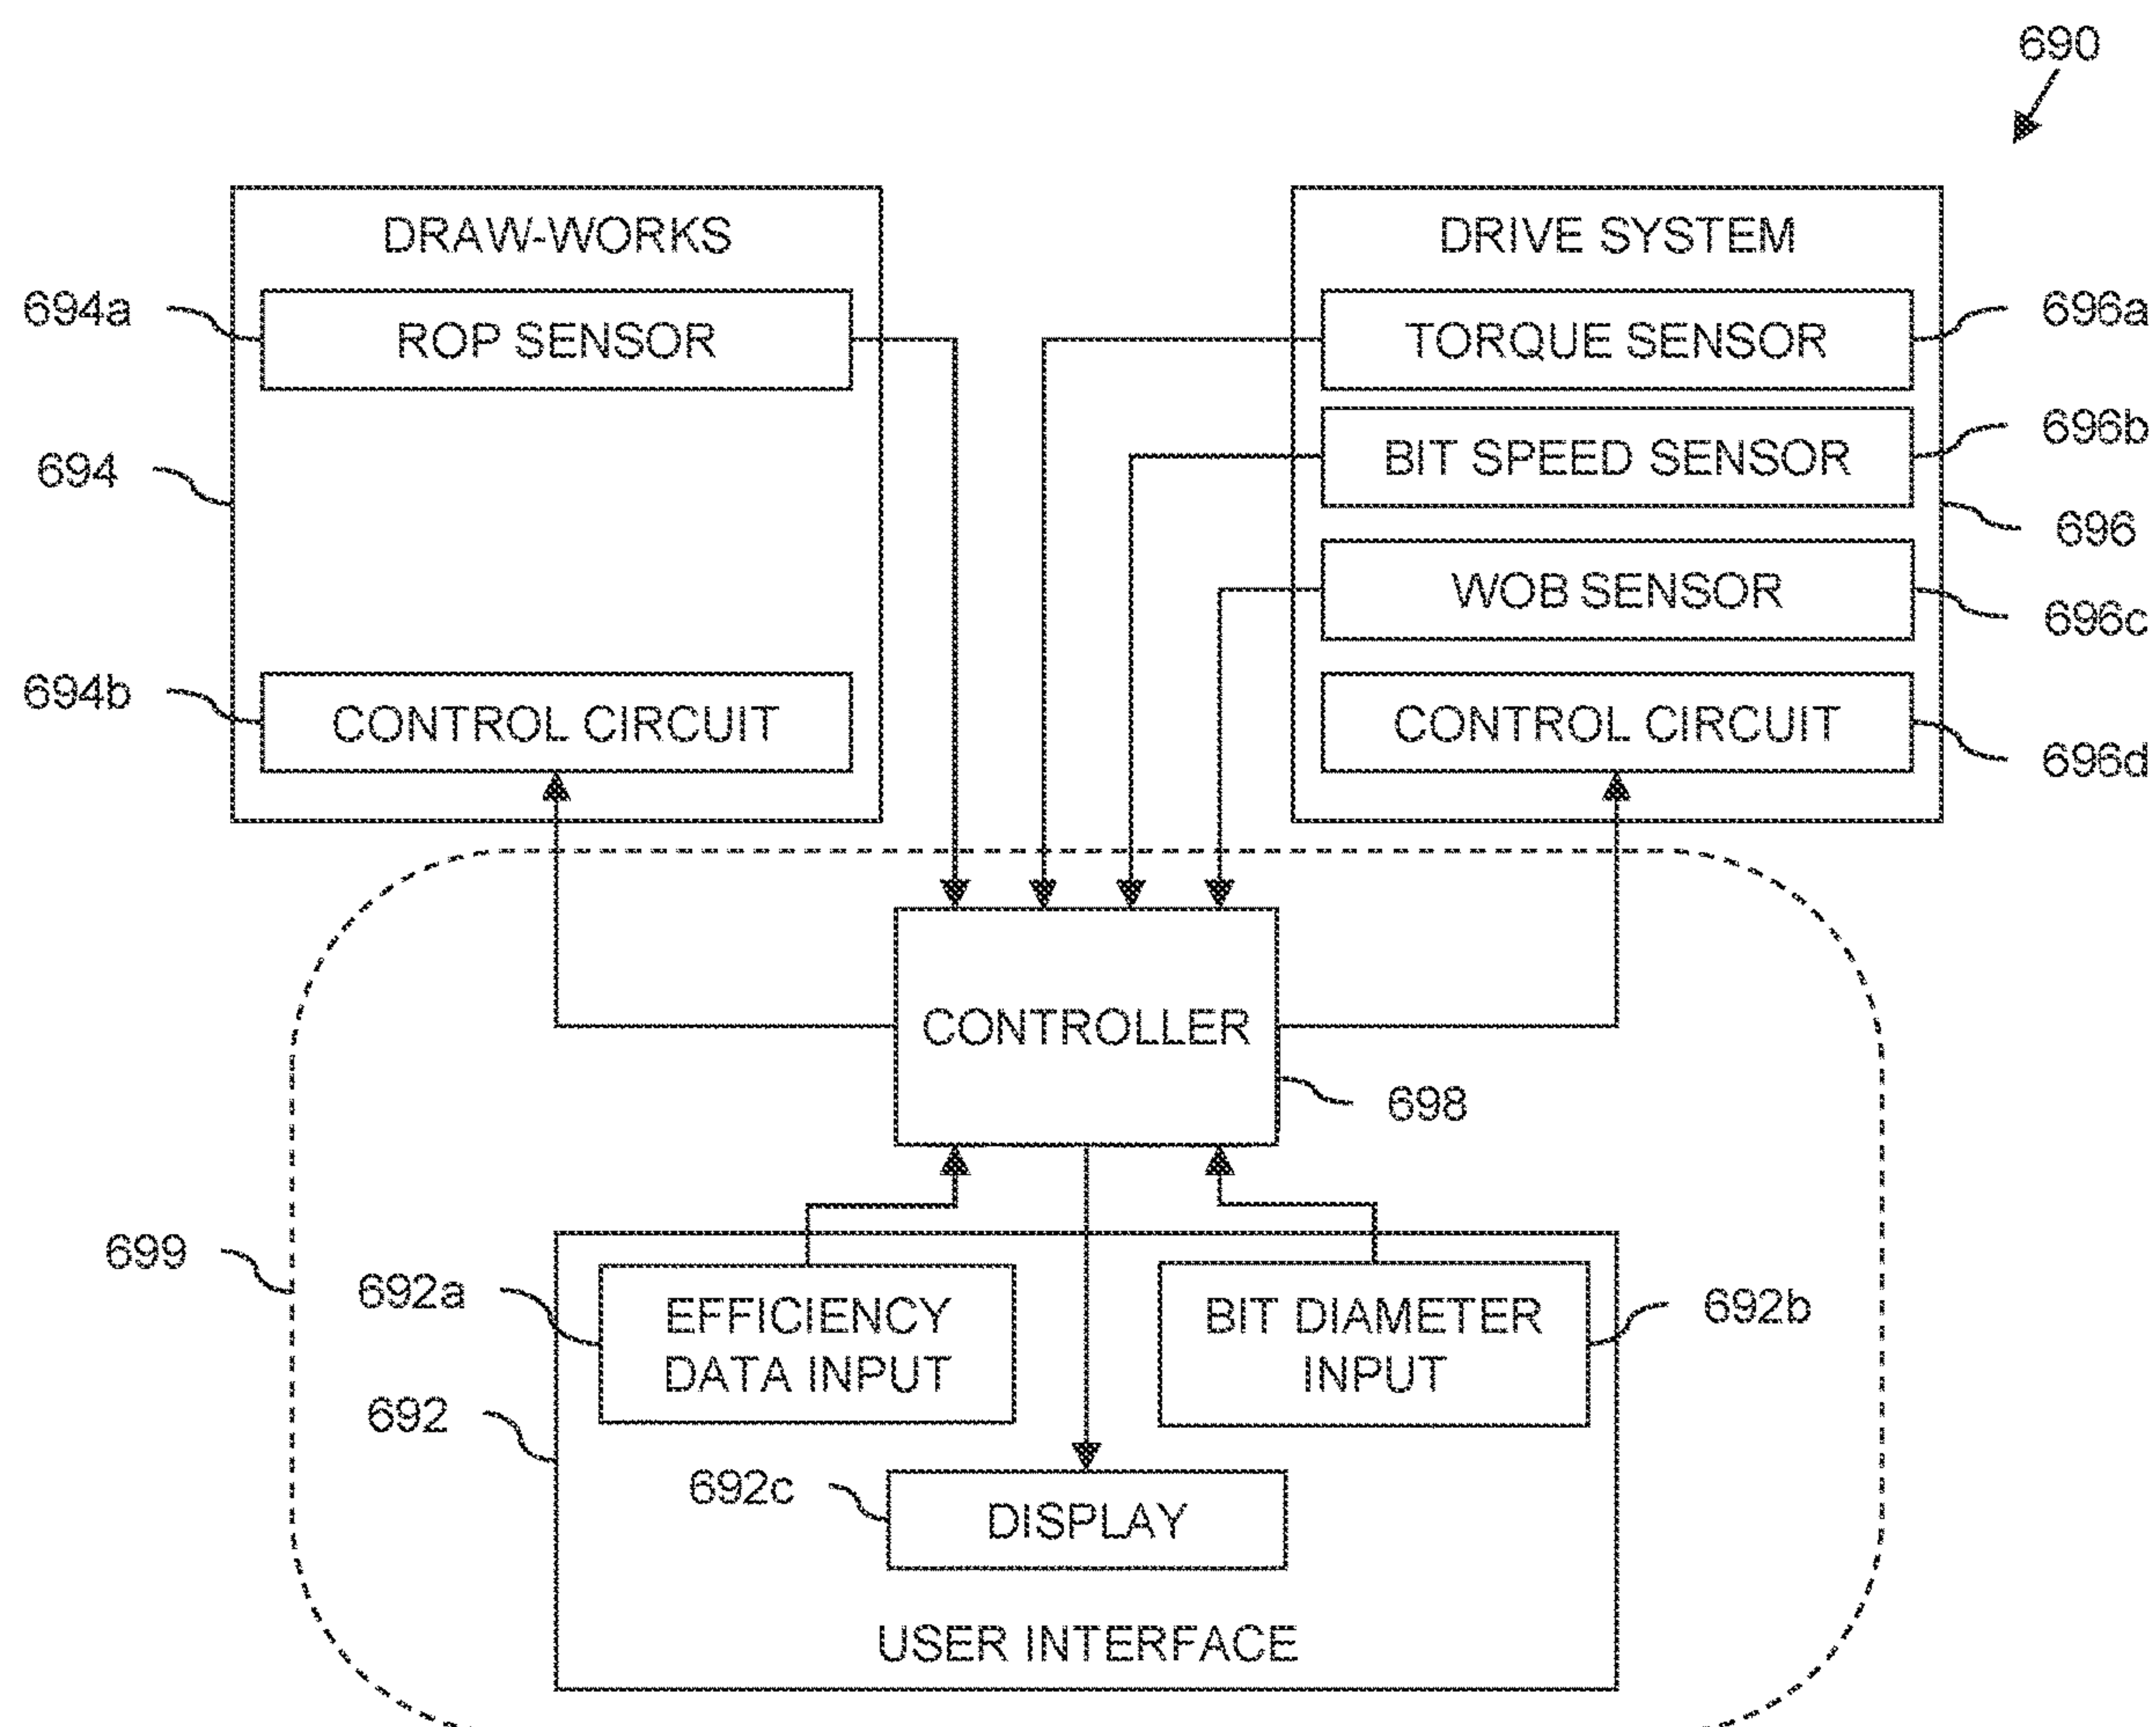 690
DRAW-WORKS
694a
ROP SENSOR
694
694b
CONTROL CIRCUIT
DRIVE SYSTEM
TORQUE SENSOR
696a
BIT SPEED SENSOR
696b
696
WOB SENSOR
696c
CONTROL CIRCUIT
696d
CONTROLLER
698
699
692a
EFFICIENCY
DATA INPUT
BIT DIAMETER
INPUT
692b
692
692c
DISPLAY
USER INTERFACE